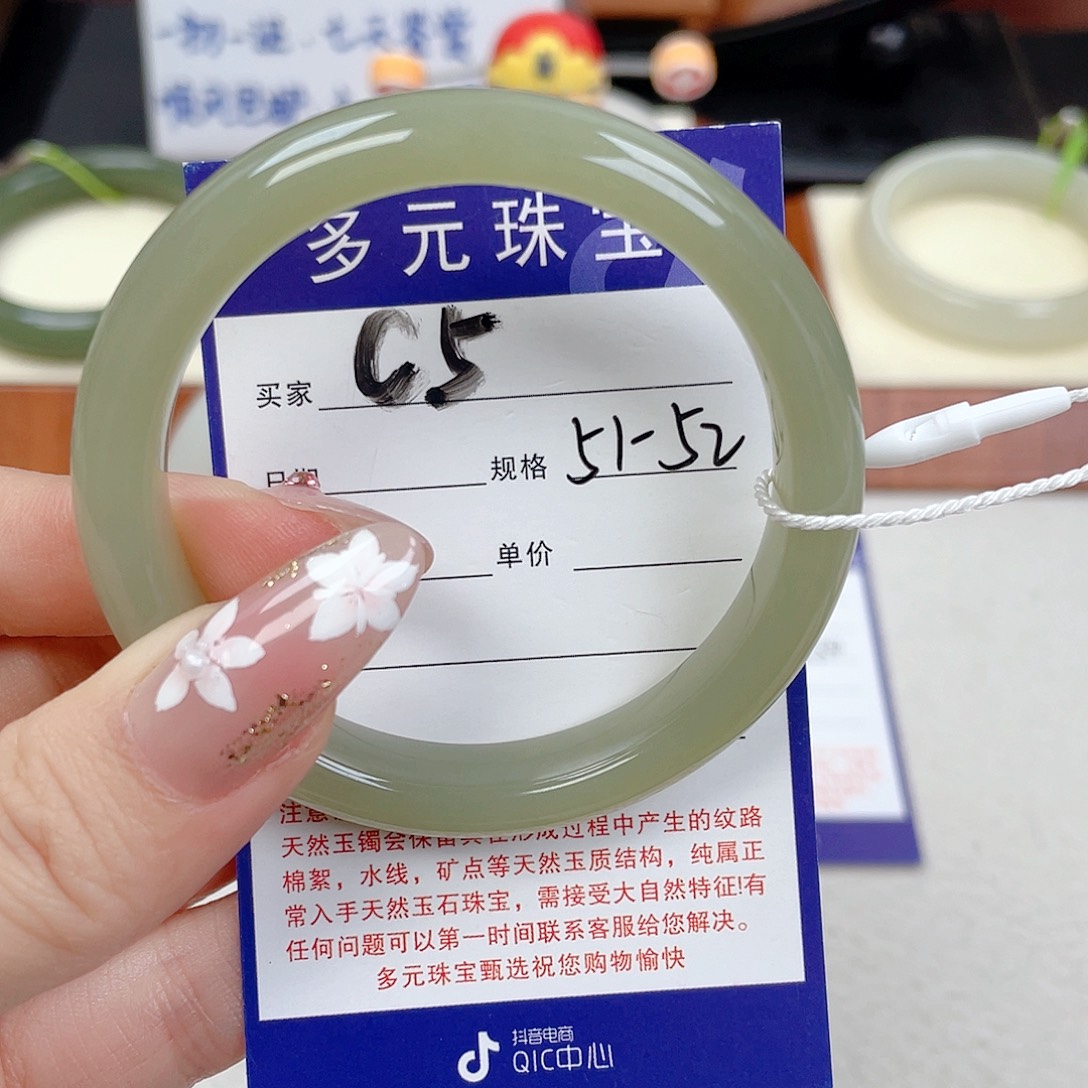 多元珠宝
买家 C5
日期 规格 51-52
单价
天然玉镯会保留其在形成过程中产生的纹路
棉絮，水线，矿点等天然玉质结构，纯属正
常入手天然玉石珠宝，需接受大自然特征!有
任何问题可以第一时间联系客服给您解决。
多元珠宝甄选祝您购物愉快
抖音电商
QIC中心